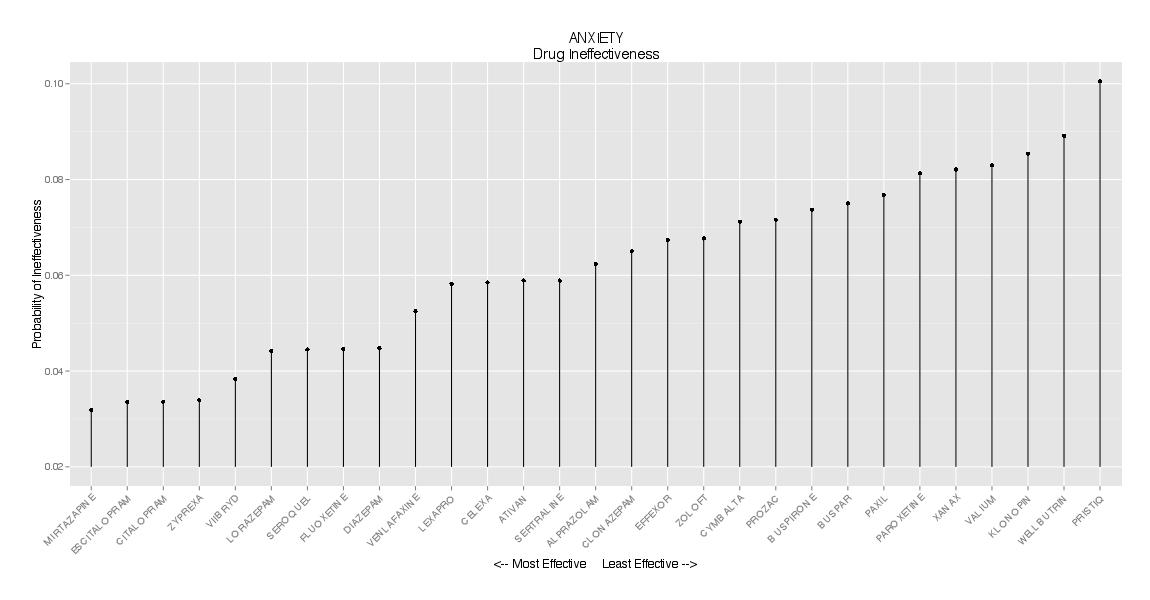 ANXIETY
Drug Ineffectiveness
Probability of Ineffectiveness
0.10
0.08
0.06
0.04
0.02
MIRTAZAPINE
ESCITALOPRAM
CITALOPRAM
ZYPREXA
VIIBRYD
LORAZEPAM
SEROQUEL
FLUOXETINE
DIAZEPAM
VENLAFAXINE
LEXAPRO
CELEXA
ATIVAN
SERTRALINE
ALPRAZOLAM
CLONAZEPAM
EFFEXOR
ZOLOFT
CYMBALTA
PROZAC
BUSPIRONE
BUSPAR
PAXIL
PAROXETINE
XANAX
VALIUM
KLONOPIN
WELLBUTRIN
PRISTIQ
<-- Most Effective Least Effective -->